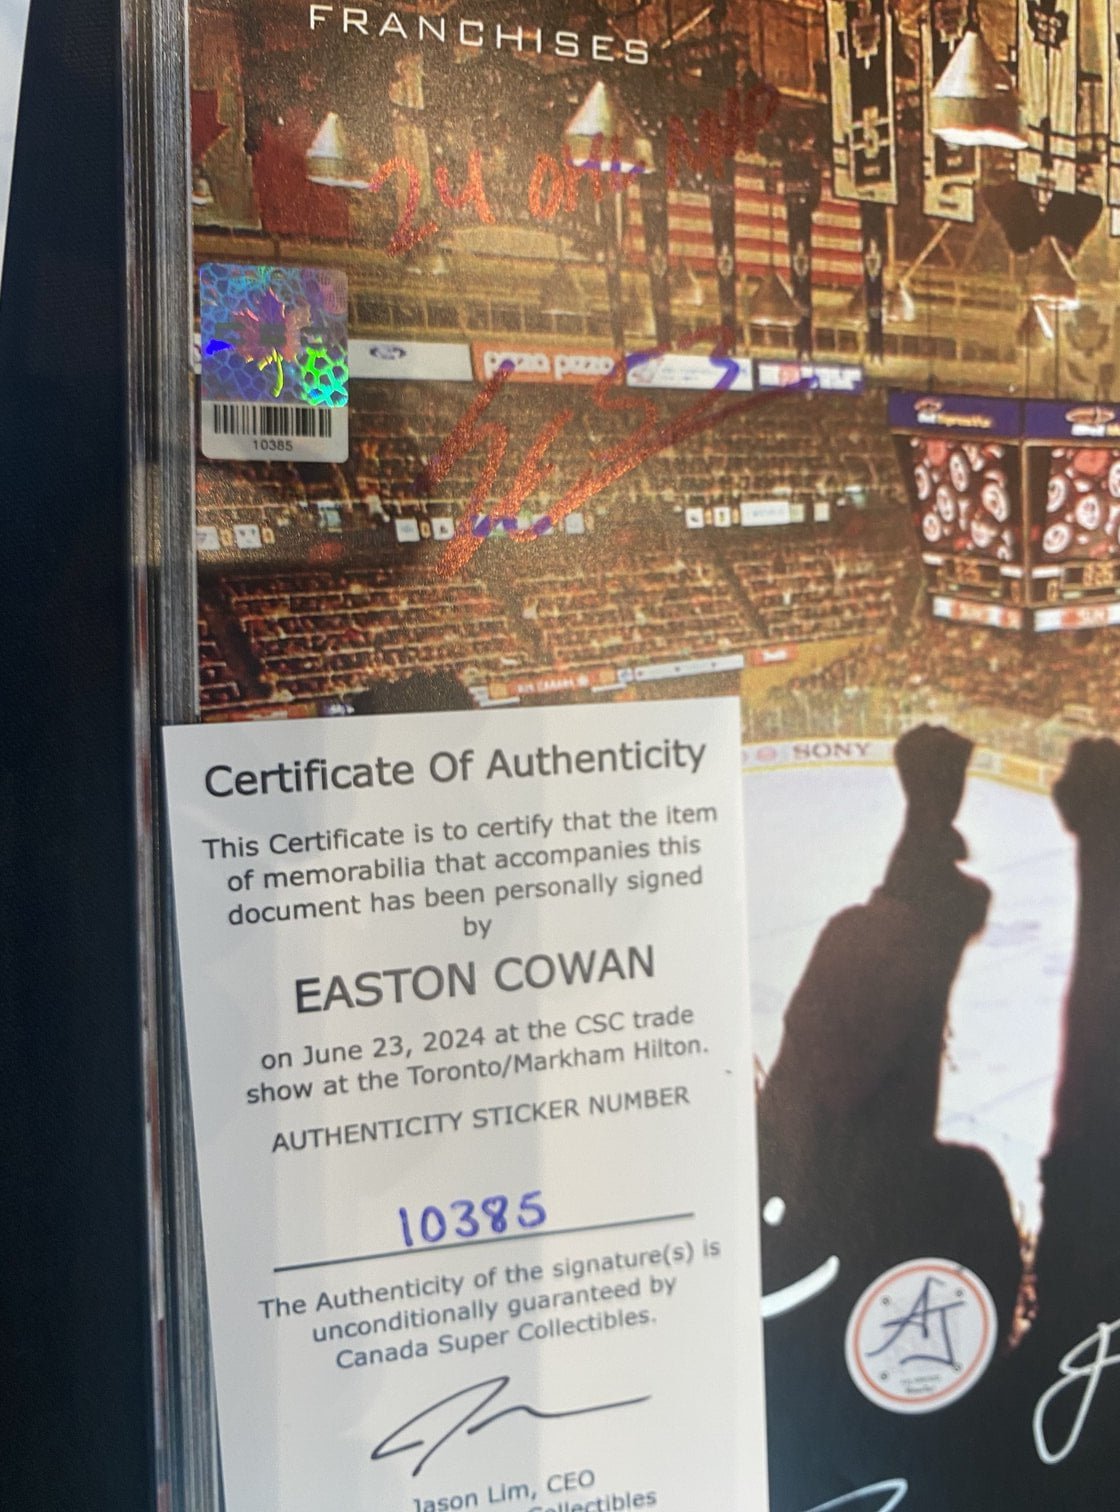 FRANCHISES
24 OHL MVP
pizza pizza
10385
SONY
Certificate Of Authenticity
This Certificate is to certify that the item
of memorabilia that accompanies this
document has been personally signed
by
EASTON COWAN
on June 23, 2024 at the CSC trade
show at the Toronto/Markham Hilton.
AUTHENTICITY STICKER NUMBER
10385
The Authenticity of the signature(s) is
unconditionally guaranteed by
Canada Super Collectibles.
AJ
Jason Lim, CEO
Collectibles